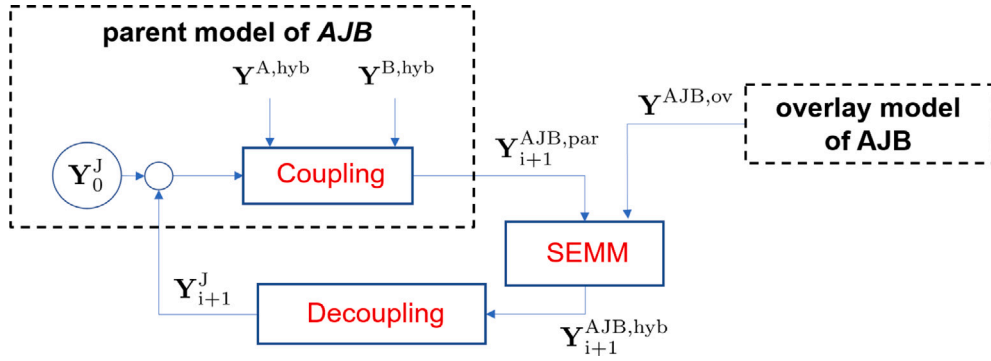 parent model of AJB
Y^{A,hyb} Y^{B,hyb}
Y^{AJB,ov}
overlay model
of AJB
Y_{i+1}^{AJB,par}
Y_0^J
Coupling
SEMM
Y_{i+1}^J
Decoupling
Y_{i+1}^{AJB,hyb}